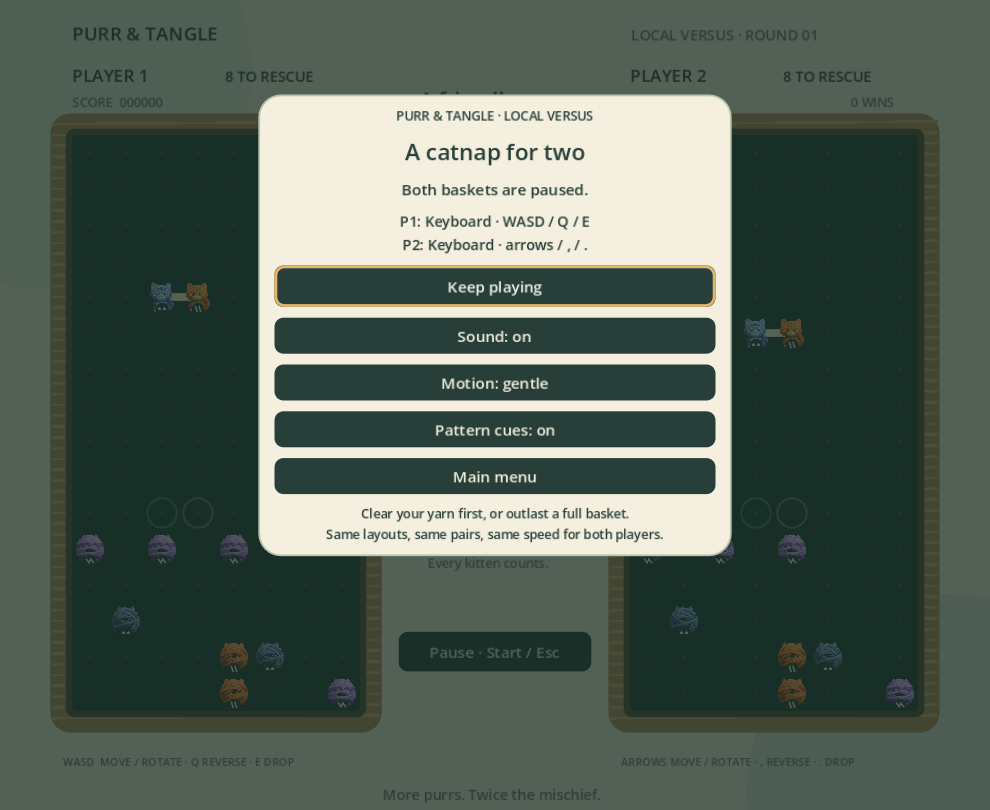 PURR & TANGLE
LOCAL VERSUS · ROUND 01
PLAYER 1
8 TO RESCUE
PLAYER 2
8 TO RESCUE
SCORE 000000
0 WINS
PURR & TANGLE · LOCAL VERSUS
A catnap for two
Both baskets are paused.
P1: Keyboard · WASD / Q / E
P2: Keyboard · arrows / , / .
Keep playing
Sound: on
Motion: gentle
Pattern cues: on
Main menu
Clear your yarn first, or outlast a full basket.
Same layouts, same pairs, same speed for both players.
Every kitten counts.
Pause · Start / Esc
WASD MOVE / ROTATE · Q REVERSE · E DROP
ARROWS MOVE / ROTATE · , REVERSE · . DROP
More purrs. Twice the mischief.